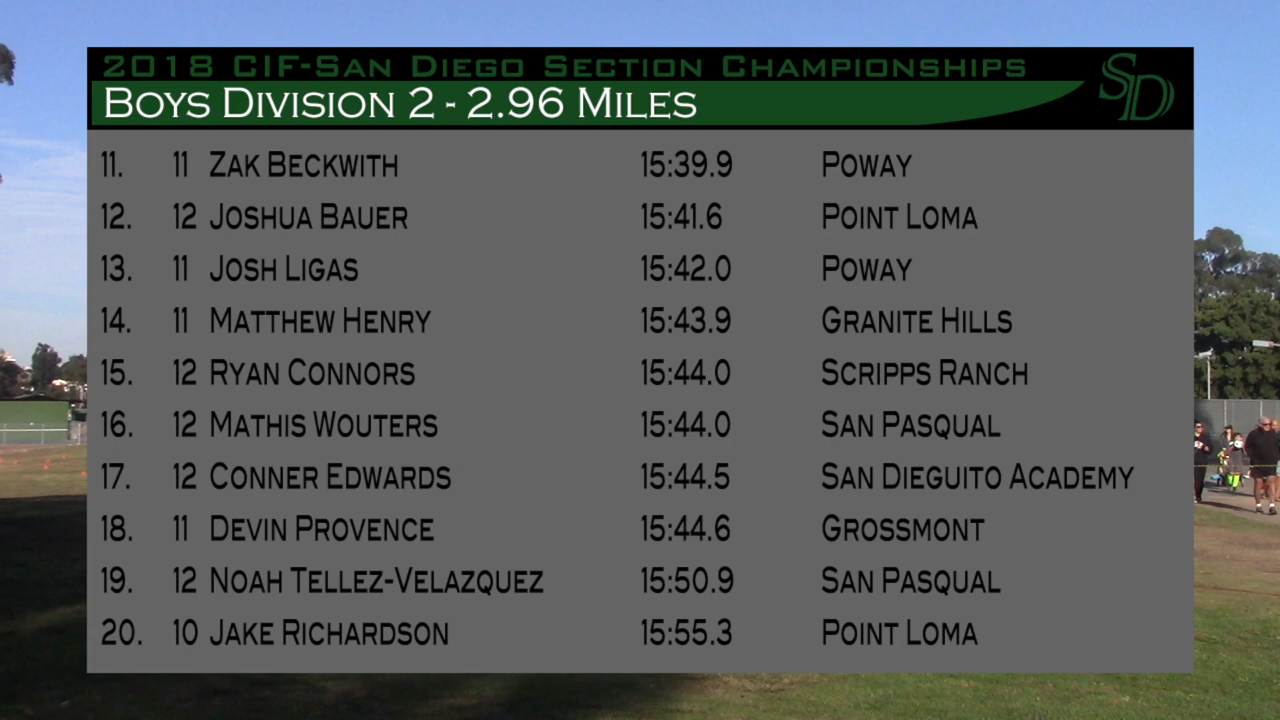 2018 CIF-San Diego Section Championships
SD
Boys Division 2 - 2.96 Miles
11. 11 Zak Beckwith 15:39.9 Poway
12. 12 Joshua Bauer 15:41.6 Point Loma
13. 11 Josh Ligas 15:42.0 Poway
14. 11 Matthew Henry 15:43.9 Granite Hills
15. 12 Ryan Connors 15:44.0 Scripps Ranch
16. 12 Mathis Wouters 15:44.0 San Pasqual
17. 12 Conner Edwards 15:44.5 San Dieguito Academy
18. 11 Devin Provence 15:44.6 Grossmont
19. 12 Noah Tellez-Velazquez 15:50.9 San Pasqual
20. 10 Jake Richardson 15:55.3 Point Loma